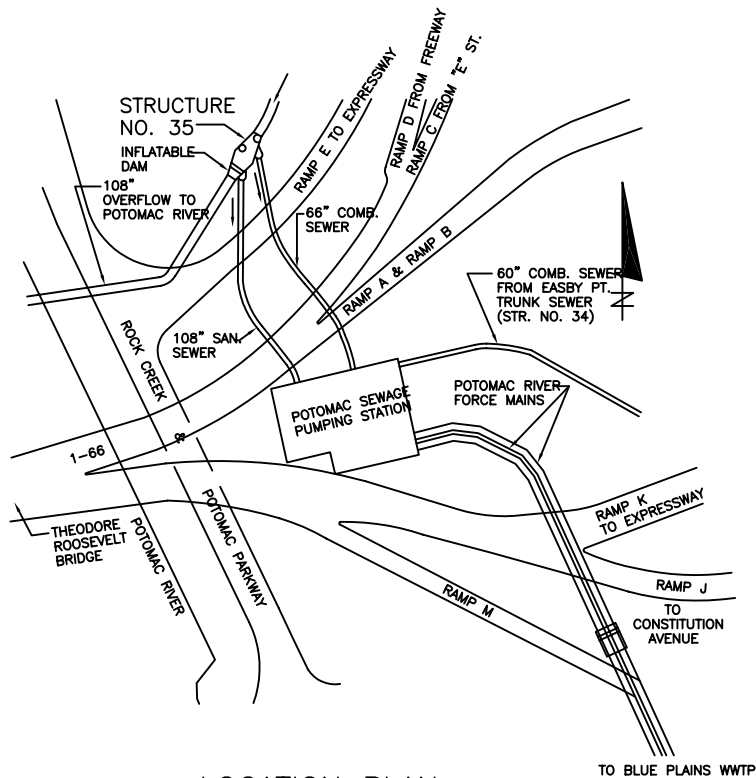 STRUCTURE
NO. 35
INFLATABLE
DAM
108"
OVERFLOW TO
POTOMAC RIVER
RAMP E TO EXPRESSWAY
RAMP D FROM FREEWAY
RAMP C FROM "E" ST.
66" COMB.
SEWER
RAMP A & RAMP B
60" COMB. SEWER
FROM EASBY PT.
TRUNK SEWER
(STR. NO. 34)
N
108" SAN.
SEWER
ROCK CREEK
&
POTOMAC PARKWAY
POTOMAC SEWAGE
PUMPING STATION
POTOMAC RIVER
FORCE MAINS
1-66
THEODORE
ROOSEVELT
BRIDGE
POTOMAC RIVER
RAMP K
TO EXPRESSWAY
RAMP J
TO
CONSTITUTION
AVENUE
RAMP M
TO BLUE PLAINS WWTP
LOCATION PLAN